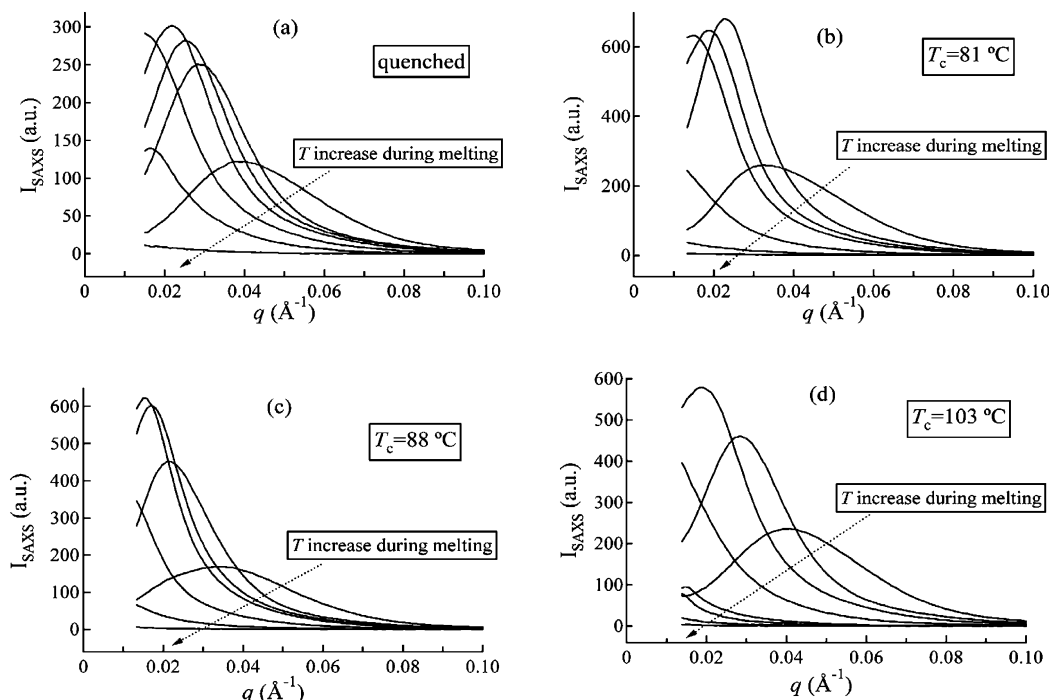 (a)
quenched
T increase during melting
300
250
200
150
100
50
0
I_SAXS (a.u.)
0 0.02 0.04 0.06 0.08 0.10
q (Å⁻¹)
(b)
T_c=81 ºC
T increase during melting
600
400
200
0
I_SAXS (a.u.)
0 0.02 0.04 0.06 0.08 0.10
q (Å⁻¹)
(c)
T_c=88 ºC
T increase during melting
600
500
400
300
200
100
0
I_SAXS (a.u.)
0 0.02 0.04 0.06 0.08 0.10
q (Å⁻¹)
(d)
T_c=103 ºC
T increase during melting
600
500
400
300
200
100
0
I_SAXS (a.u.)
0 0.02 0.04 0.06 0.08 0.10
q (Å⁻¹)